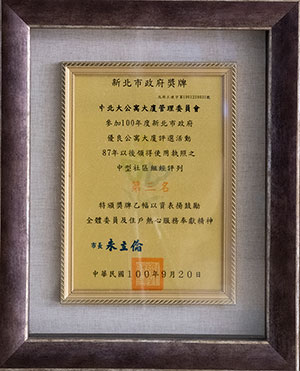 新北市政府獎牌
北大公寓大廈管理委員會
參加100年度新北市政府
優良公寓大廈評選活動
87年以後領得使用執照之
中型社區組經評列
第二名
特頒獎牌乙幀以資表揚鼓勵
全體委員及住戶熱心服務奉獻精神
市長 朱立倫
中華民國100年9月20日